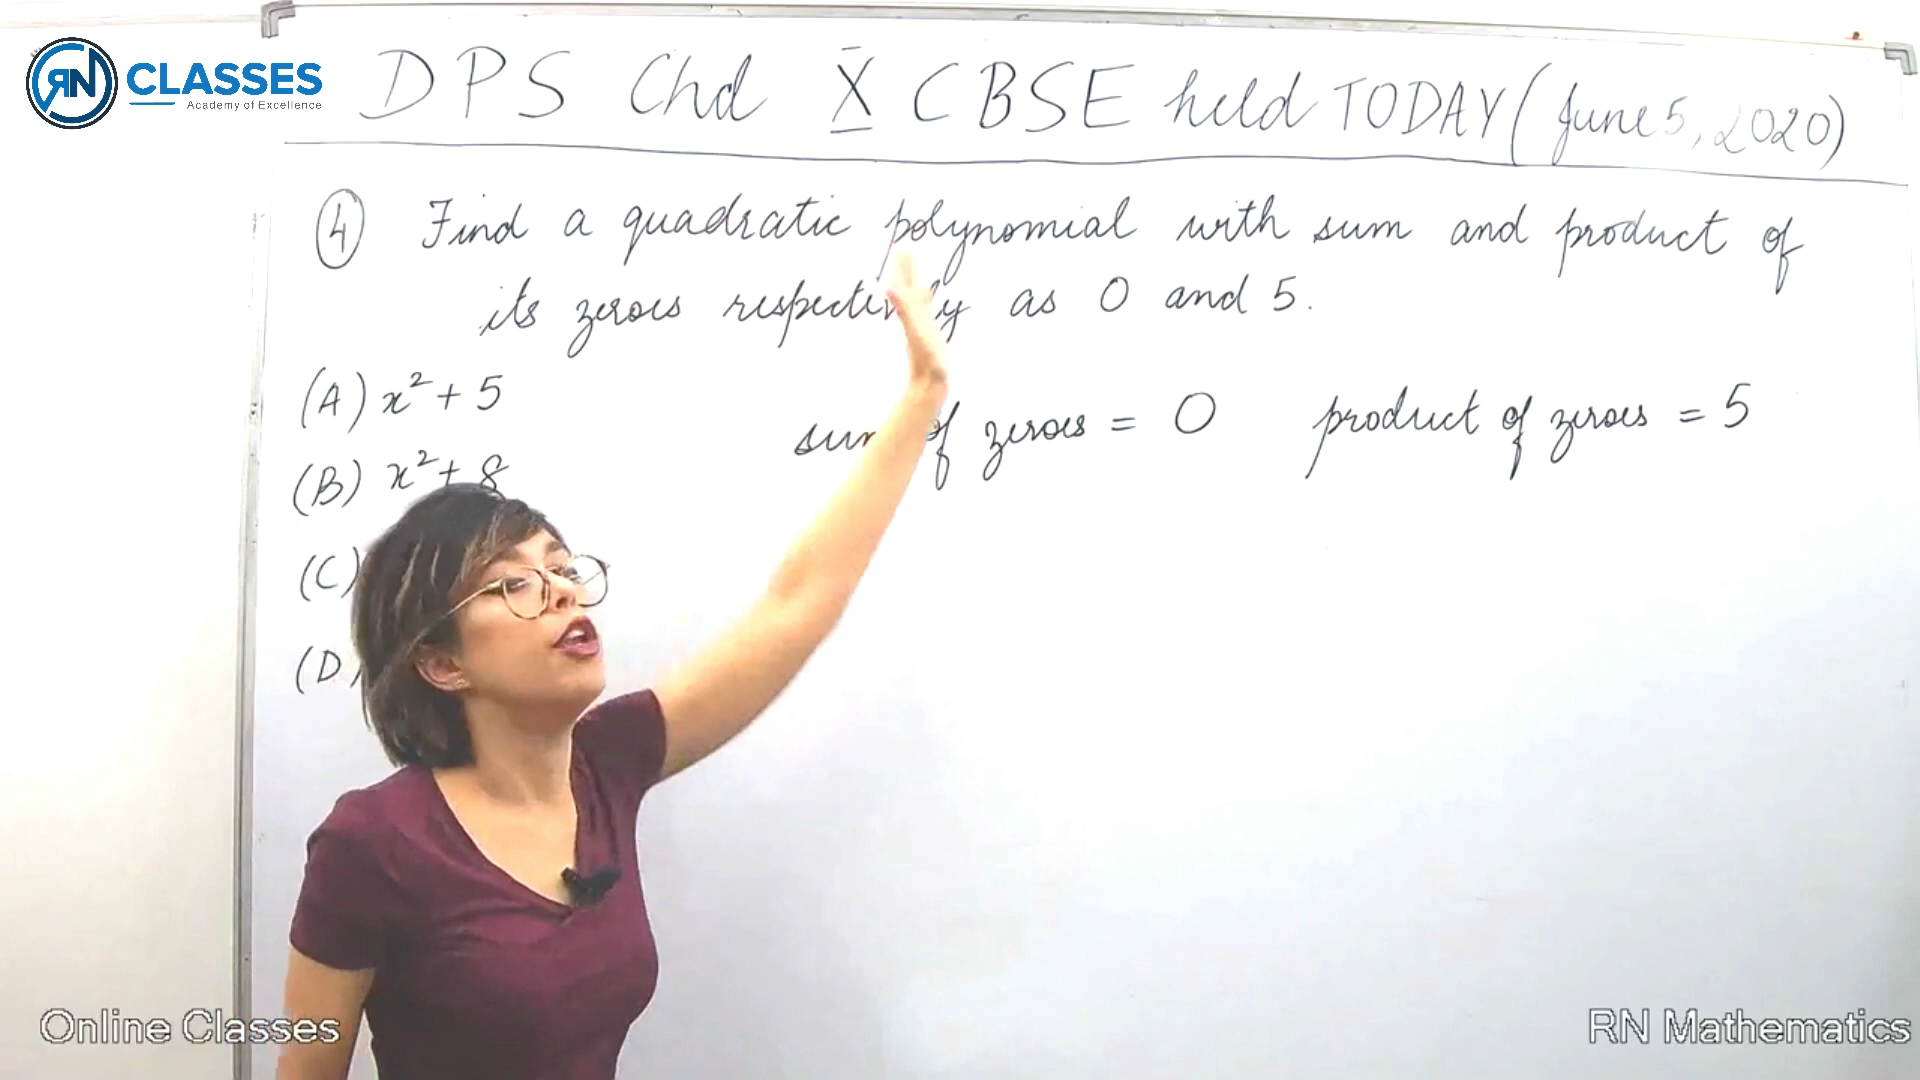 RN CLASSES
Academy of Excellence
DPS Chd X CBSE held TODAY (June 5, 2020)
4 Find a quadratic polynomial with sum and product of
its zeroes as 0 and 5.
(A) x² + 5
(B) x² + 8
of zeroes = 0 product of zeroes = 5
(C)
(D)
Online Classes
RN Mathematics